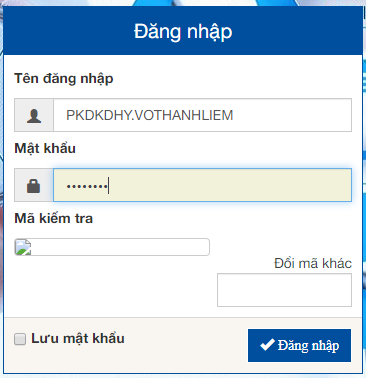 Đăng nhập
Tên đăng nhập
PKDKDHY.VOTHANHLIEM
Mật khẩu
••••••••
Mã kiểm tra
Đổi mã khác
Lưu mật khẩu
Đăng nhập